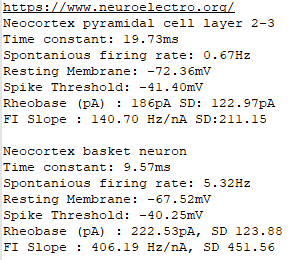 https://www.neuroelectro.org/
Neocortex pyramidal cell layer 2-3
Time constant: 19.73ms
Spontanious firing rate: 0.67Hz
Resting Membrane: -72.36mV
Spike Threshold: -41.40mV
Rheobase (pA) : 186pA SD: 122.97pA
FI Slope : 140.70 Hz/nA SD:211.15
Neocortex basket neuron
Time constant: 9.57ms
Spontanious firing rate: 5.32Hz
Resting Membrane: -67.52mV
Spike Threshold: -40.25mV
Rheobase (pA) : 222.53pA, SD 123.88
FI Slope : 406.19 Hz/nA, SD 451.56